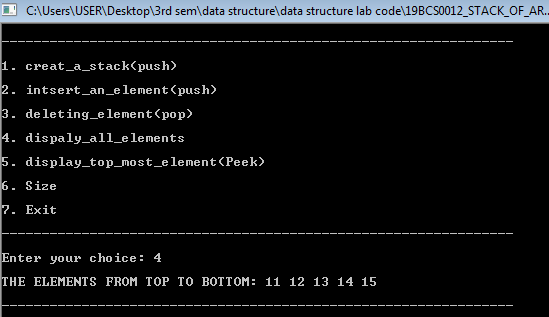 C:\Users\USER\Desktop\3rd sem\data structure\data structure lab code\19BCS0012_STACK_OF_AR...
1. creat_a_stack(push)
2. intsert_an_element(push)
3. deleting_element(pop)
4. dispaly_all_elements
5. display_top_most_element(Peek)
6. Size
7. Exit
Enter your choice: 4
THE ELEMENTS FROM TOP TO BOTTOM: 11 12 13 14 15